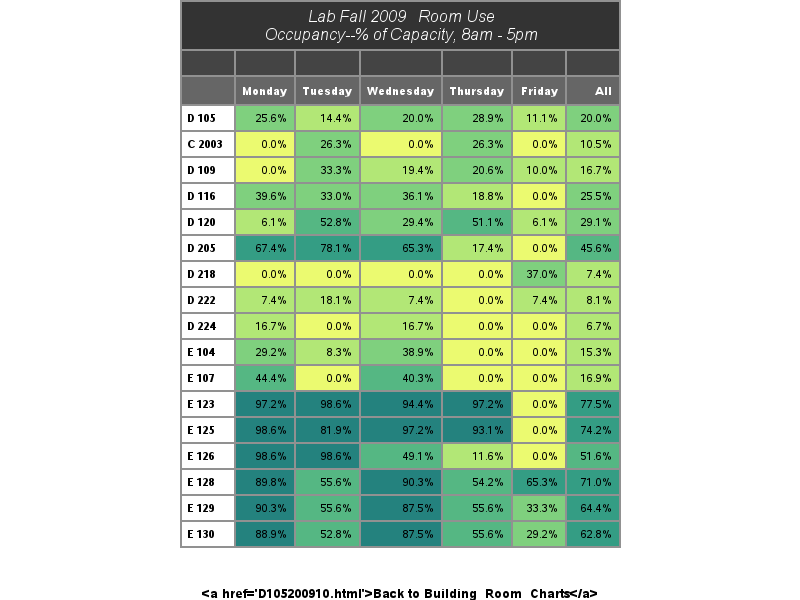 Lab Fall 2009 Room Use
Occupancy--% of Capacity, 8am - 5pm
Monday Tuesday Wednesday Thursday Friday All
D 105 25.6% 14.4% 20.0% 28.9% 11.1% 20.0%
C 2003 0.0% 26.3% 0.0% 26.3% 0.0% 10.5%
D 109 0.0% 33.3% 19.4% 20.6% 10.0% 16.7%
D 116 39.6% 33.0% 36.1% 18.8% 0.0% 25.5%
D 120 6.1% 52.8% 29.4% 51.1% 6.1% 29.1%
D 205 67.4% 78.1% 65.3% 17.4% 0.0% 45.6%
D 218 0.0% 0.0% 0.0% 0.0% 37.0% 7.4%
D 222 7.4% 18.1% 7.4% 0.0% 7.4% 8.1%
D 224 16.7% 0.0% 16.7% 0.0% 0.0% 6.7%
E 104 29.2% 8.3% 38.9% 0.0% 0.0% 15.3%
E 107 44.4% 0.0% 40.3% 0.0% 0.0% 16.9%
E 123 97.2% 98.6% 94.4% 97.2% 0.0% 77.5%
E 125 98.6% 81.9% 97.2% 93.1% 0.0% 74.2%
E 126 98.6% 98.6% 49.1% 11.6% 0.0% 51.6%
E 128 89.8% 55.6% 90.3% 54.2% 65.3% 71.0%
E 129 90.3% 55.6% 87.5% 55.6% 33.3% 64.4%
E 130 88.9% 52.8% 87.5% 55.6% 29.2% 62.8%
<a href='D105200910.html'>Back to Building_Room_Charts</a>